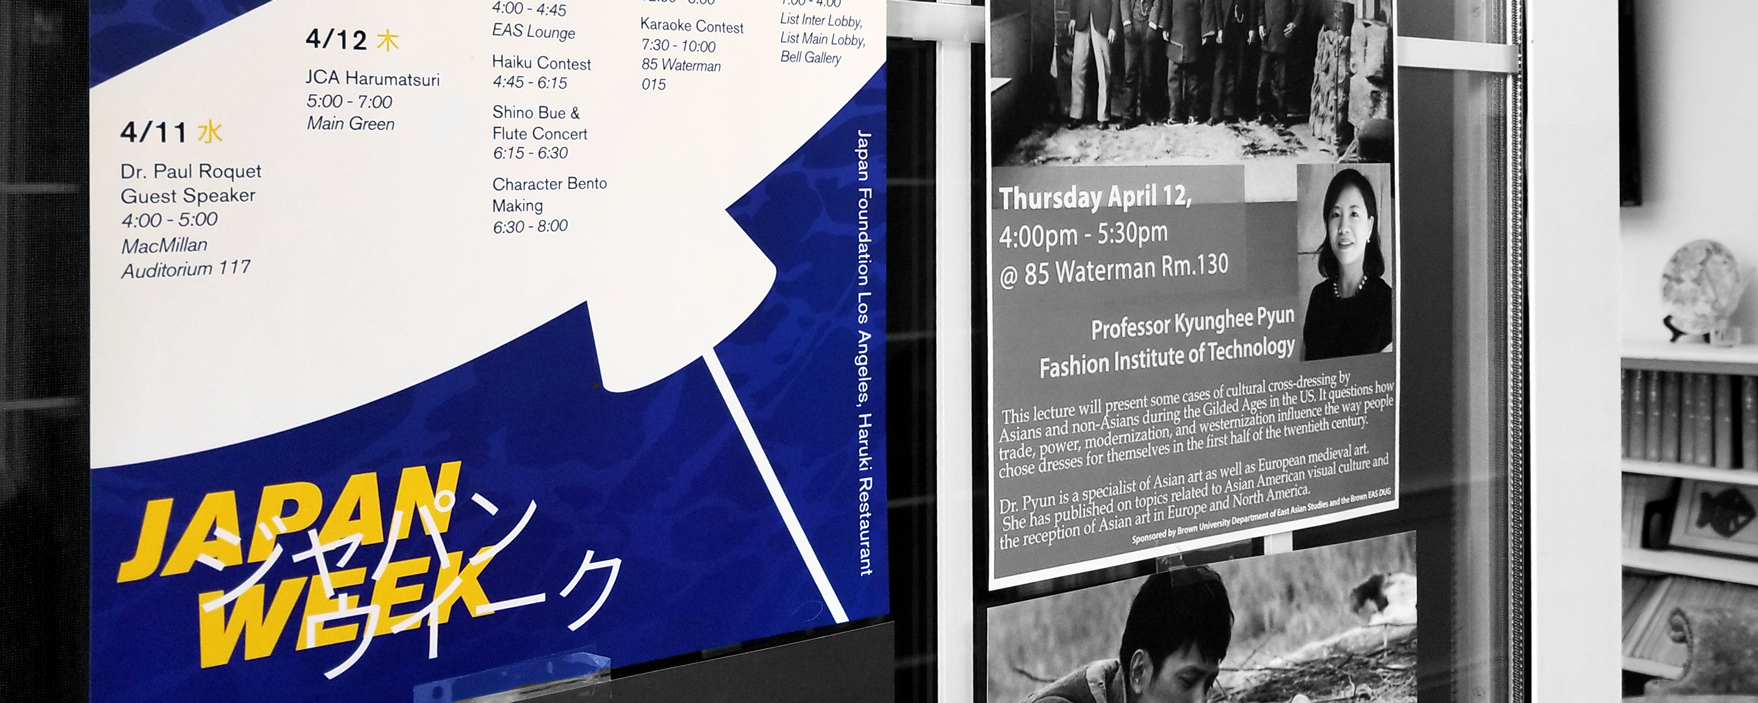 4/11 水
Dr. Paul Roquet
Guest Speaker
4:00 - 5:00
MacMillan
Auditorium 117
4/12 木
JCA Harumatsuri
5:00 - 7:00
Main Green
4:00 - 4:45
EAS Lounge
Haiku Contest
4:45 - 6:15
Shino Bue &
Flute Concert
6:15 - 6:30
Character Bento
Making
6:30 - 8:00
Karaoke Contest
7:30 - 10:00
85 Waterman
015
List Inter Lobby,
List Main Lobby,
Bell Gallery
Japan Foundation Los Angeles, Haruki Restaurant
JAPAN
ジャパン
WEEK
ウィーク
Thursday April 12,
4:00pm - 5:30pm
@ 85 Waterman Rm.130
Professor Kyunghee Pyun
Fashion Institute of Technology
This lecture will present some cases of cultural cross-dressing by
Asians and non-Asians during the Gilded Ages in the US. It questions how
trade, power, modernization, and westernization influence the way people
chose dresses for themselves in the first half of the twentieth century.
Dr. Pyun is a specialist of Asian art as well as European medieval art.
She has published on topics related to Asian American visual culture and
the reception of Asian art in Europe and North America.
Sponsored by Brown University Department of East Asian Studies and the Brown EAS DUG